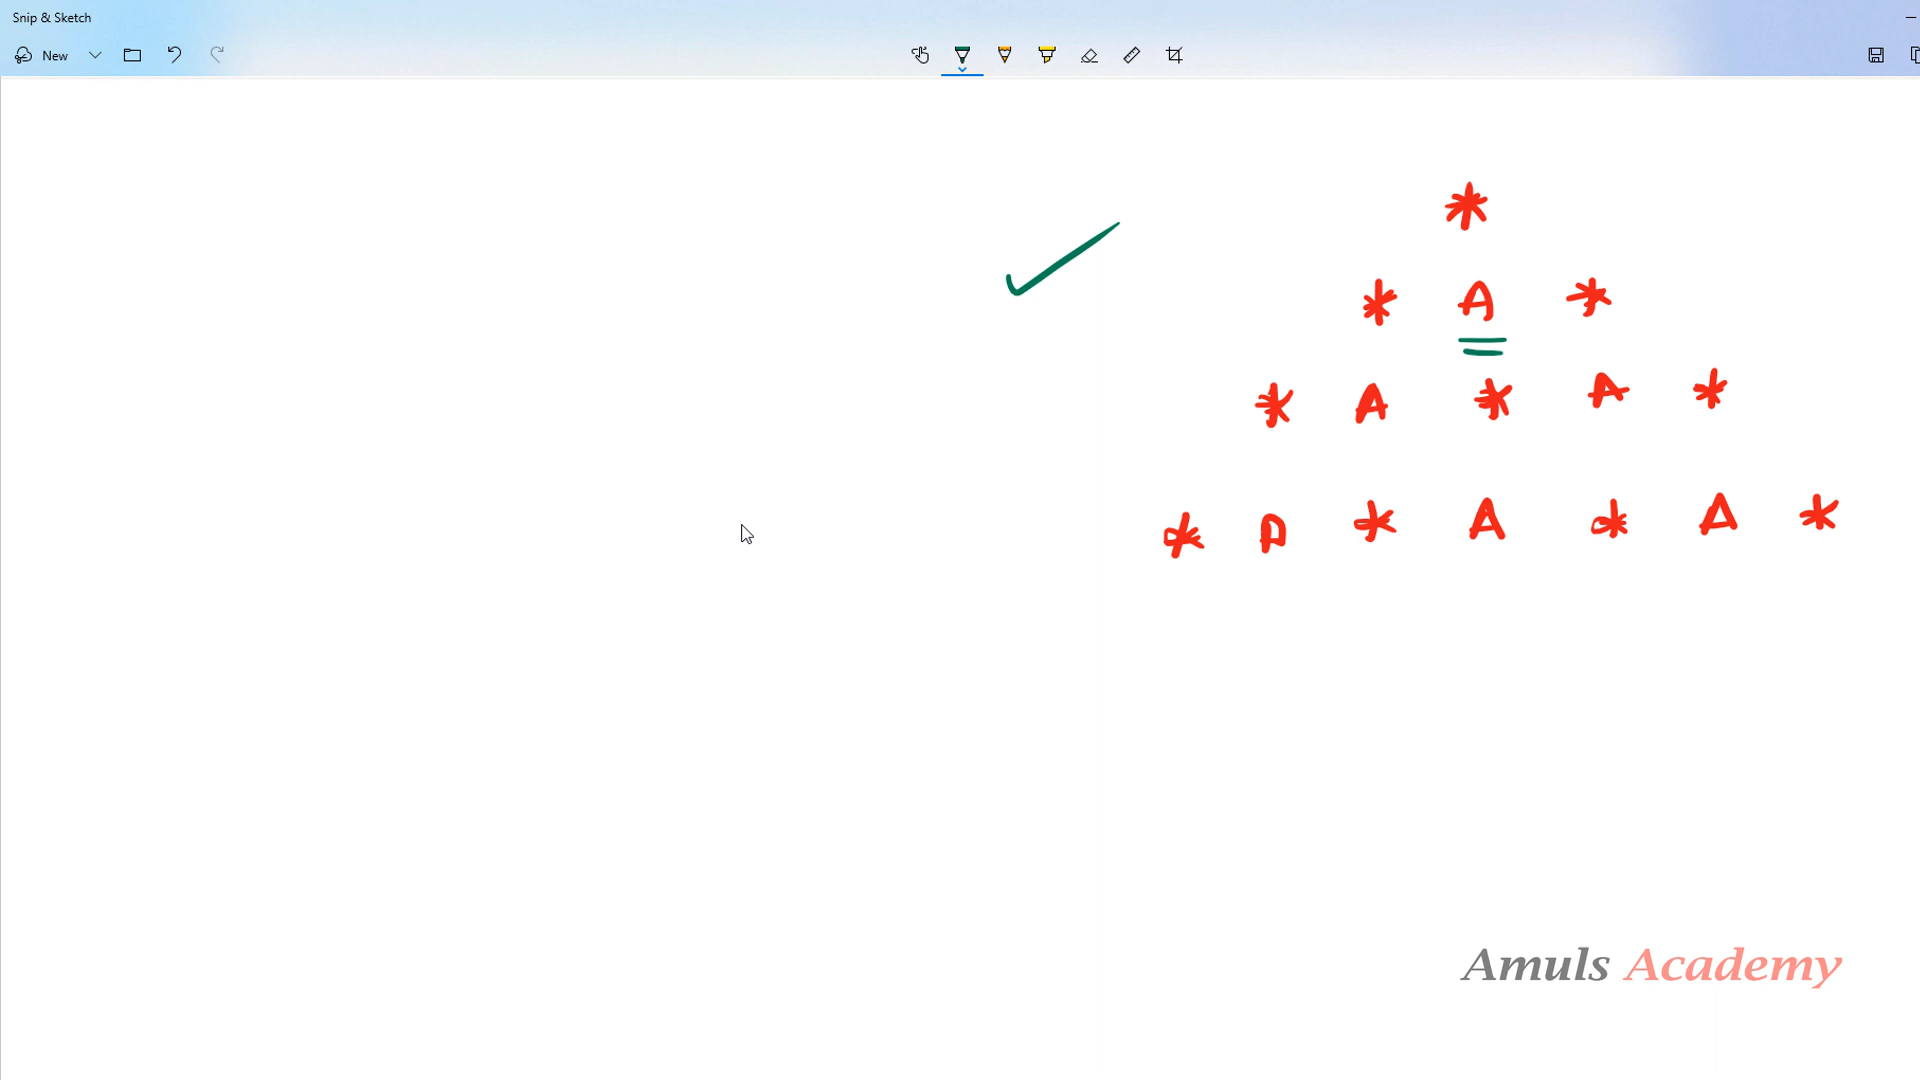 Snip & Sketch
New
*
* A *
* A * A *
* A * A * A *
Amuls Academy